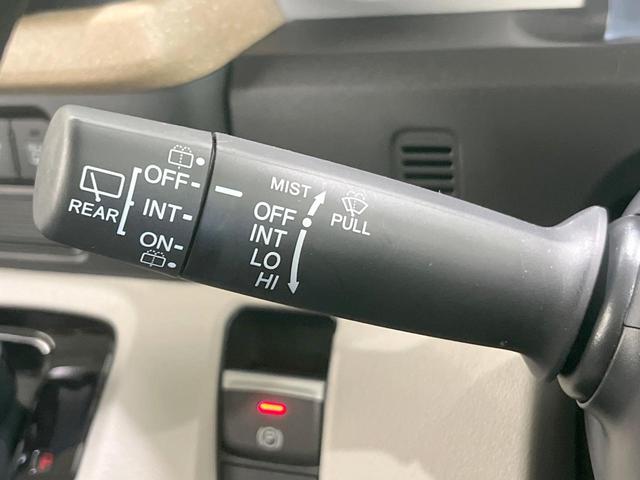 REAR
OFF
INT
ON
MIST
OFF
INT
LO
HI
PULL
P